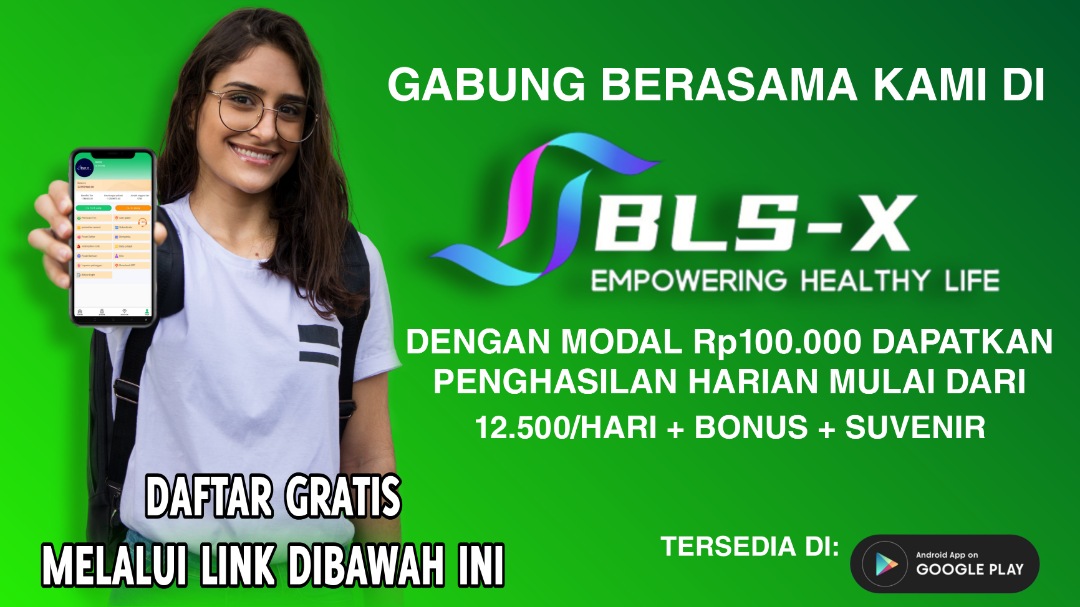 GABUNG BERASAMA KAMI DI
BLS-X
EMPOWERING HEALTHY LIFE
DENGAN MODAL Rp100.000 DAPATKAN
PENGHASILAN HARIAN MULAI DARI
12.500/HARI + BONUS + SUVENIR
DAFTAR GRATIS
MELALUI LINK DIBAWAH INI
TERSEDIA DI:
Android App on
GOOGLE PLAY